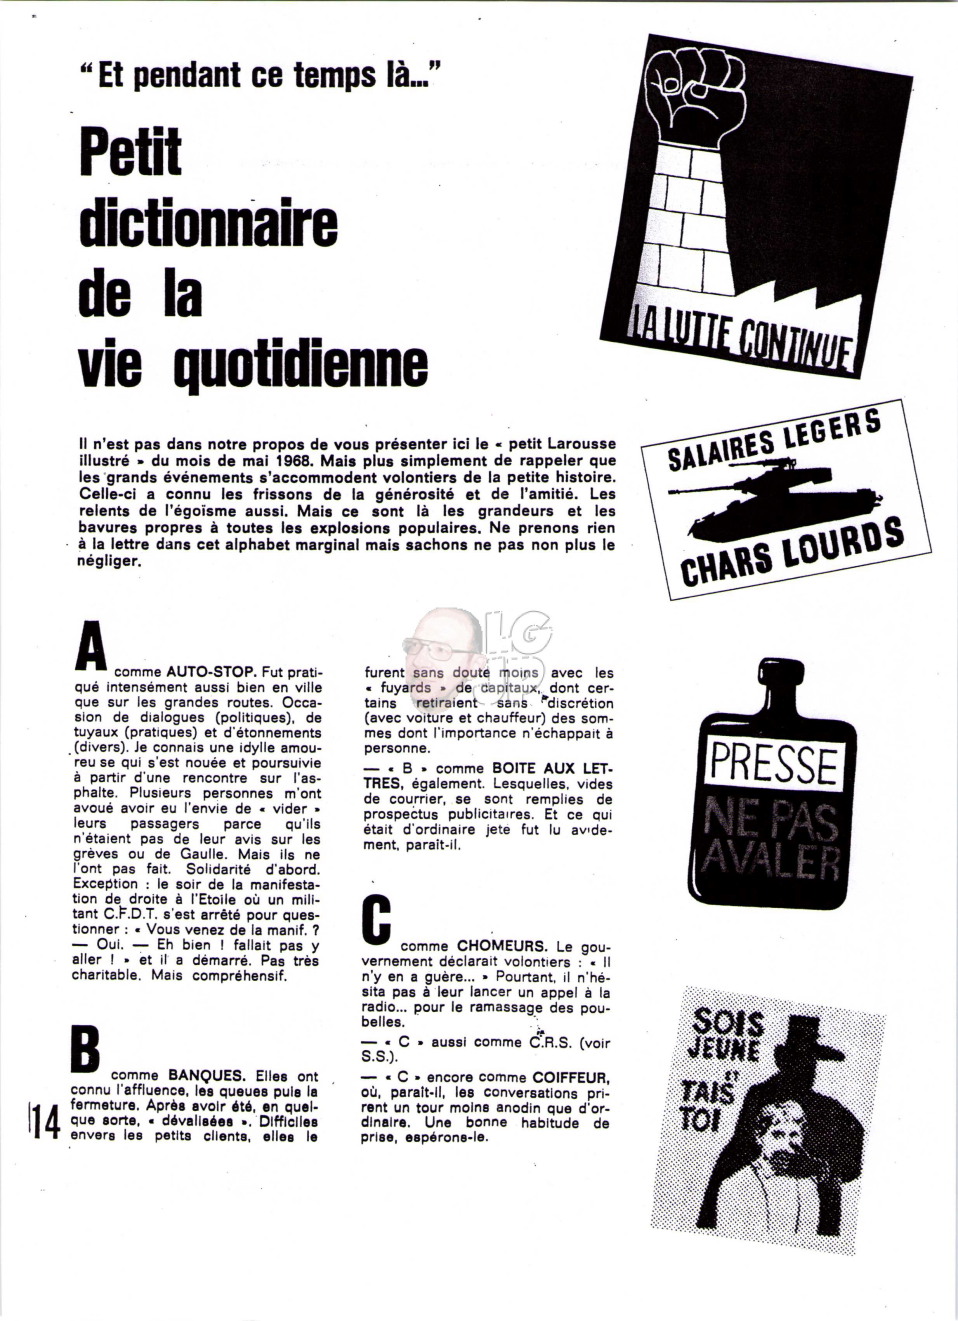 "Et pendant ce temps là..."
Petit
dictionnaire
de la
vie quotidienne
Il n'est pas dans notre propos de vous présenter ici le « petit Larousse
illustré » du mois de mai 1968. Mais plus simplement de rappeler que
les grands événements s'accommodent volontiers de la petite histoire.
Celle-ci a connu les frissons de la générosité et de l'amitié. Les
relents de l'égoïsme aussi. Mais ce sont là les grandeurs et les
bavures propres à toutes les explosions populaires. Ne prenons rien
à la lettre dans cet alphabet marginal mais sachons ne pas non plus le
négliger.
A
comme AUTO-STOP. Fut prati-
qué intensément aussi bien en ville
que sur les grandes routes. Occa-
sion de dialogues (politiques), de
tuyaux (pratiques) et d'étonnements
(divers). Je connais une idylle amou-
reu se qui s'est nouée et poursuivie
à partir d'une rencontre sur l'as-
phalte. Plusieurs personnes m'ont
avoué avoir eu l'envie de « vider »
leurs passagers parce qu'ils
n'étaient pas de leur avis sur les
grèves ou de Gaulle. Mais ils ne
l'ont pas fait. Solidarité d'abord.
Exception : le soir de la manifesta-
tion de droite à l'Etoile où un mili-
tant C.F.D.T. s'est arrêté pour ques-
tionner : « Vous venez de la manif. ?
— Oui. — Eh bien ! fallait pas y
aller ! » et il a démarré. Pas très
charitable. Mais compréhensif.
B
comme BANQUES. Elles ont
connu l'affluence, les queues puis la
fermeture. Après avoir été, en quel-
que sorte, « dévalisées ». Difficiles
envers les petits clients, elles le
14
furent sans doute moins avec les
« fuyards » de capitaux, dont cer-
tains retiraient sans discrétion
(avec voiture et chauffeur) des som-
mes dont l'importance n'échappait à
personne.
— « B » comme BOITE AUX LET-
TRES, également. Lesquelles, vides
de courrier, se sont remplies de
prospectus publicitaires. Et ce qui
était d'ordinaire jeté fut lu avide-
ment, paraît-il.
C
comme CHOMEURS. Le gou-
vernement déclarait volontiers : « Il
n'y en a guère... » Pourtant, il n'hé-
sita pas à leur lancer un appel à la
radio... pour le ramassage des pou-
belles.
— « C » aussi comme C.R.S. (voir
S.S.).
— « C » encore comme COIFFEUR,
où, paraît-il, les conversations pri-
rent un tour moins anodin que d'or-
dinaire. Une bonne habitude de
prise, espérons-le.
LA LUTTE CONTINUE
SALAIRES LEGERS
CHARS LOURDS
PRESSE
NE PAS
AVALER
SOIS
JEUNE
ET
TAIS
TOI